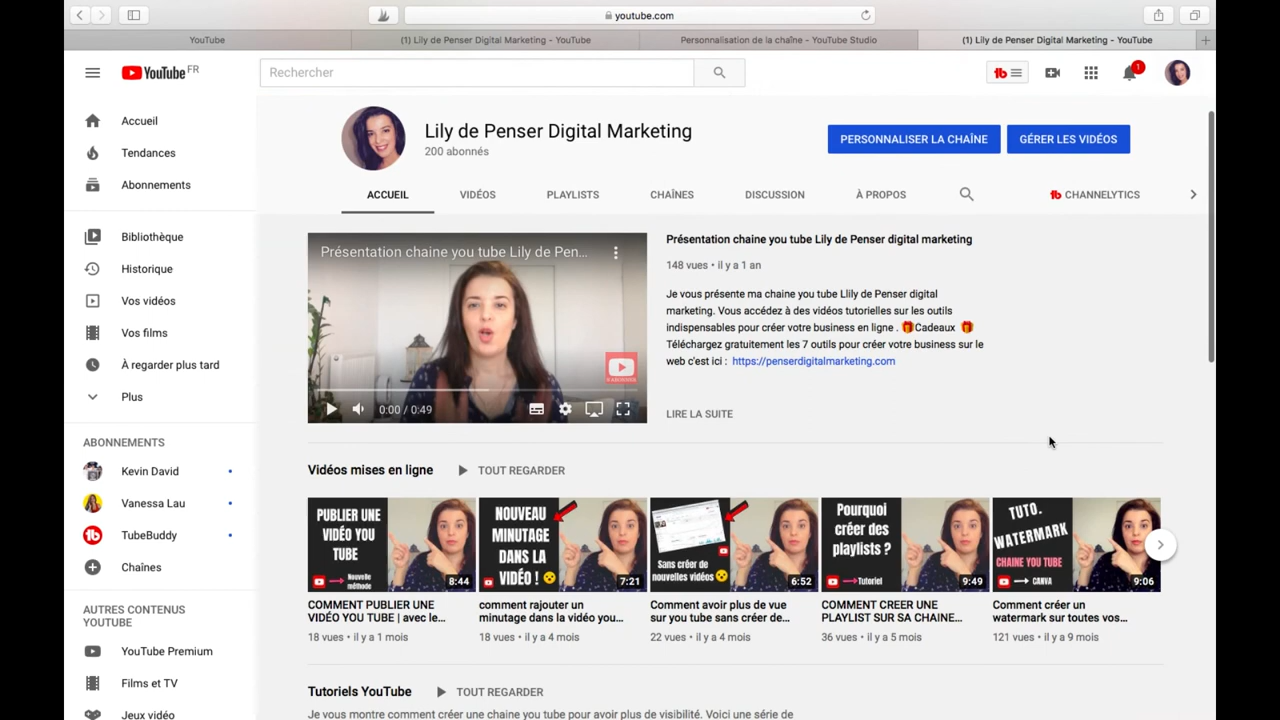 youtube.com
YouTube
(1) Lily de Penser Digital Marketing - YouTube
Personnalisation de la chaîne - YouTube Studio
(1) Lily de Penser Digital Marketing - YouTube
YouTube FR
Rechercher
tb
1
Accueil
Tendances
Abonnements
Bibliothèque
Historique
Vos vidéos
Vos films
À regarder plus tard
Plus
ABONNEMENTS
Kevin David
Vanessa Lau
TubeBuddy
Chaînes
AUTRES CONTENUS
YOUTUBE
YouTube Premium
Films et TV
Jeux vidéo
Lily de Penser Digital Marketing
200 abonnés
PERSONNALISER LA CHAÎNE
GÉRER LES VIDÉOS
ACCUEIL
VIDÉOS
PLAYLISTS
CHAÎNES
DISCUSSION
À PROPOS
tb CHANNELYTICS
Présentation chaine you tube Lily de Pen...
S'ABONNER
0:00 / 0:49
Présentation chaine you tube Lily de Penser digital marketing
148 vues • il y a 1 an
Je vous présente ma chaine you tube Llily de Penser digital
marketing. Vous accédez à des vidéos tutorielles sur les outils
indispensables pour créer votre business en ligne . 🎁Cadeaux 🎁
Téléchargez gratuitement les 7 outils pour créer votre business sur le
web c'est ici : https://penserdigitalmarketing.com
LIRE LA SUITE
Vidéos mises en ligne
TOUT REGARDER
PUBLIER UNE
VIDÉO YOU
TUBE
Nouvelle
méthode
8:44
COMMENT PUBLIER UNE
VIDÉO YOU TUBE | avec le...
18 vues • il y a 1 mois
NOUVEAU
MINUTAGE
DANS LA
VIDÉO !
7:21
comment rajouter un
minutage dans la vidéo you...
18 vues • il y a 4 mois
Sans créer de
nouvelles vidéos
6:52
Comment avoir plus de vue
sur you tube sans créer de...
22 vues • il y a 4 mois
Pourquoi
créer des
playlists ?
Tutoriel
9:49
COMMENT CREER UNE
PLAYLIST SUR SA CHAINE...
36 vues • il y a 5 mois
TUTO.
WATERMARK
CHAINE YOU TUBE
CANVA
9:06
Comment créer un
watermark sur toutes vos...
121 vues • il y a 9 mois
Tutoriels YouTube
TOUT REGARDER
Je vous montre comment créer une chaine you tube pour avoir plus de visibilité. Voici une série de